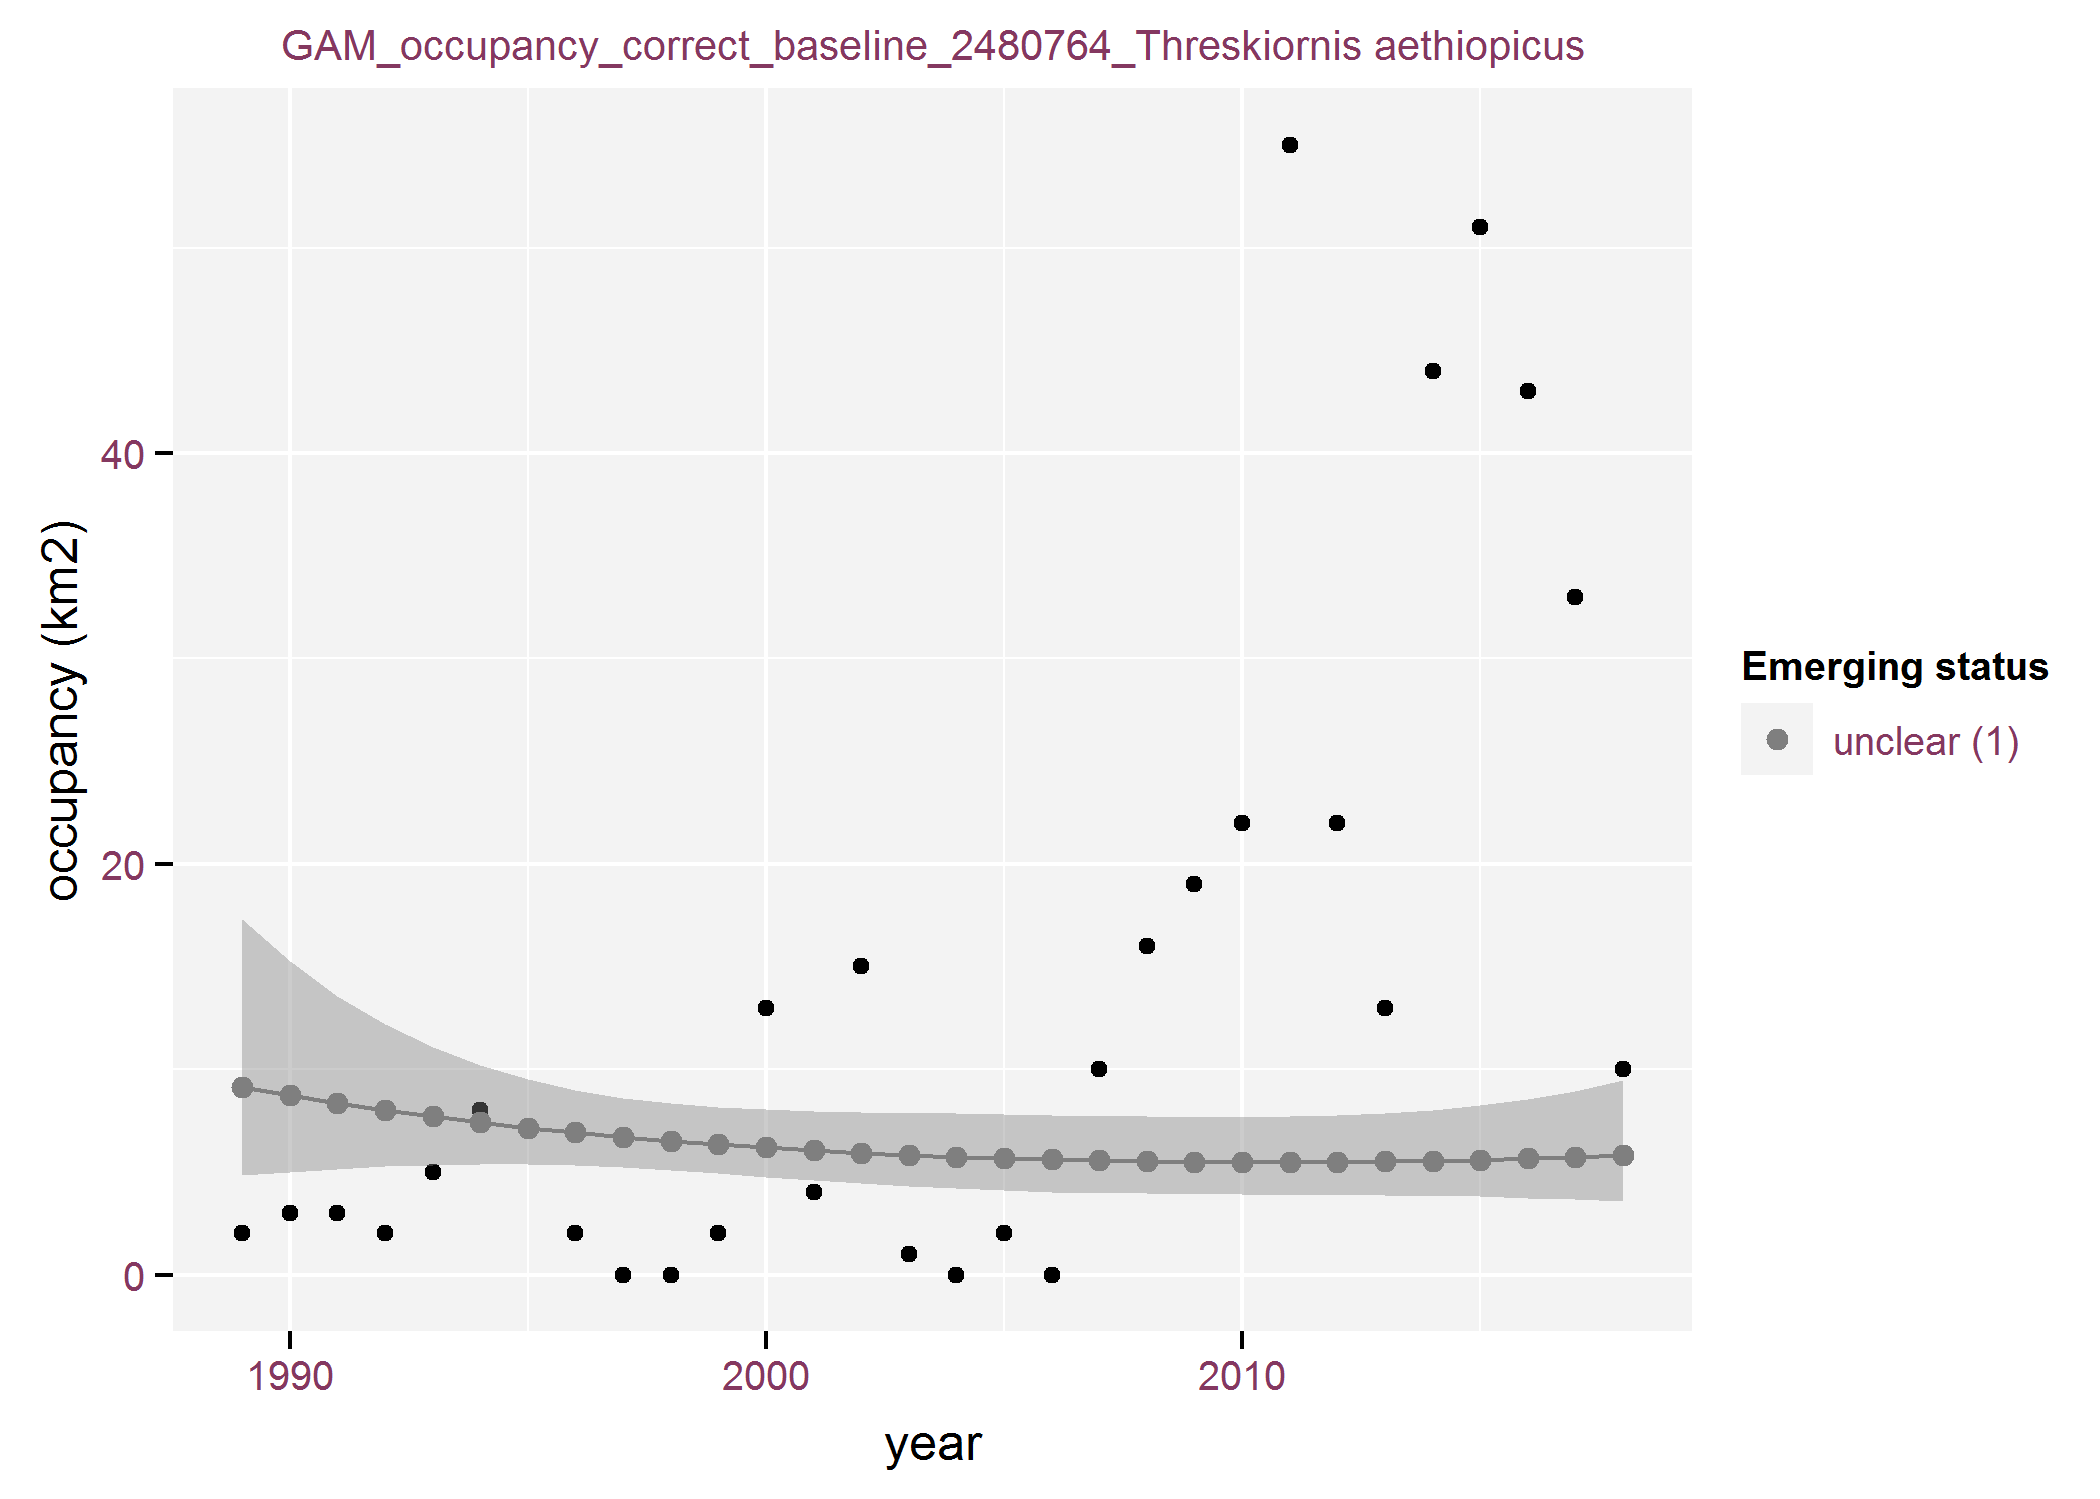 GAM_occupancy_correct_baseline_2480764_Threskiornis aethiopicus
occupancy (km2)
40
20
0
1990
2000
2010
year
Emerging status
unclear (1)